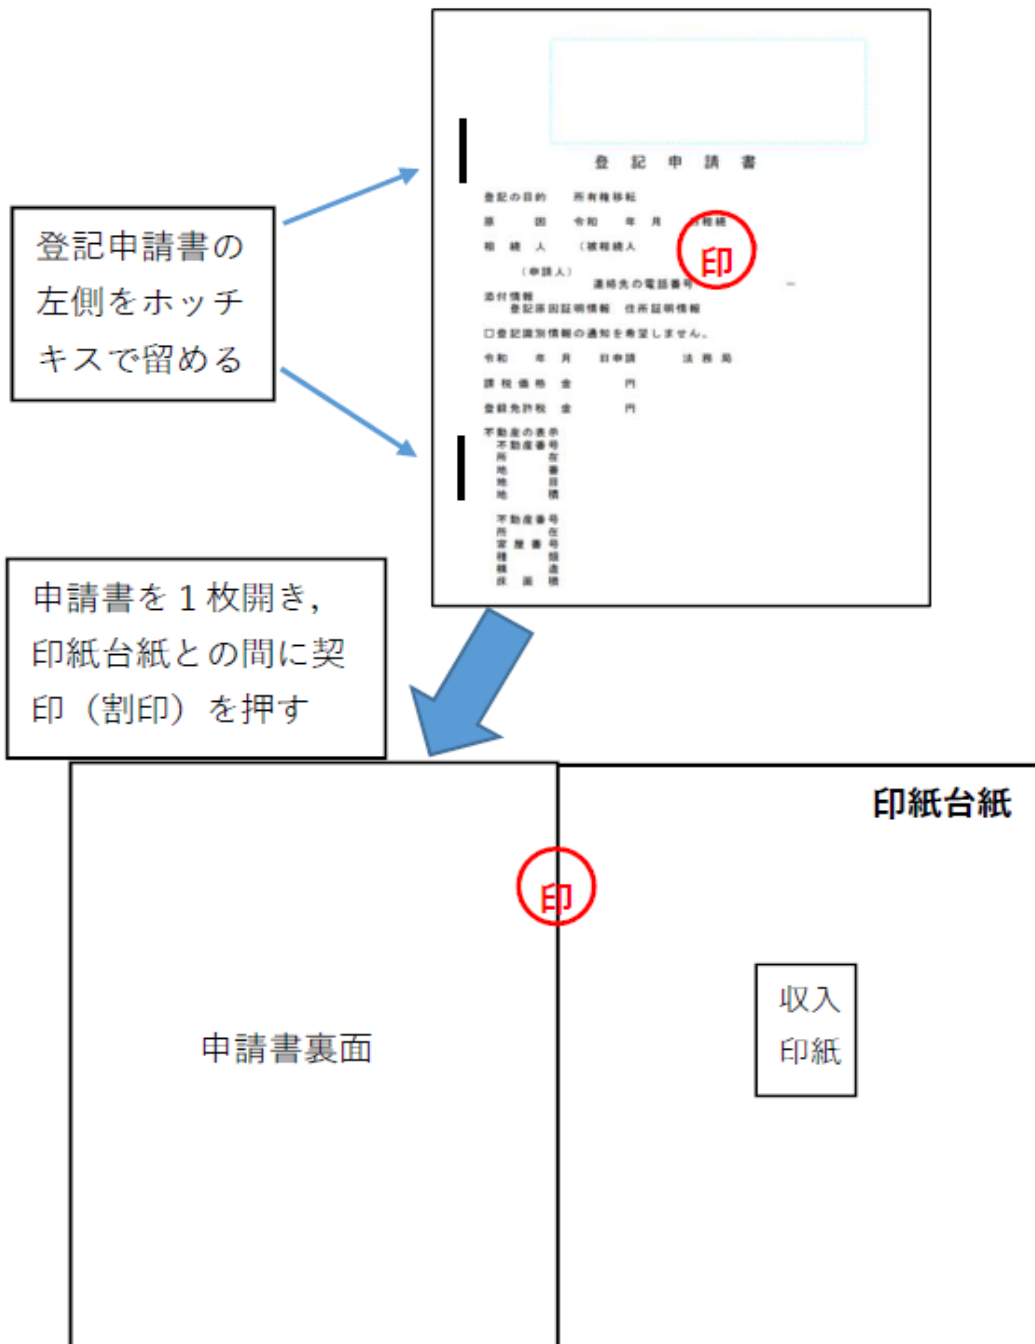 登記申請書
登記の目的 所有権移転
原因 令和 年 月 日相続
相続人 （被相続人
印
（申請人）
連絡先の電話番号 －
添付情報
登記原因証明情報 住所証明情報
□登記識別情報の通知を希望しません。
令和 年 月 日申請 法務局
課税価格 金 円
登録免許税 金 円
不動産の表示
不動産番号
所在
地番
地目
地積
不動産番号
所在
家屋番号
種類
構造
床面積
登記申請書の
左側をホッチ
キスで留める
申請書を１枚開き，
印紙台紙との間に契
印（割印）を押す
印紙台紙
印
申請書裏面
収入
印紙